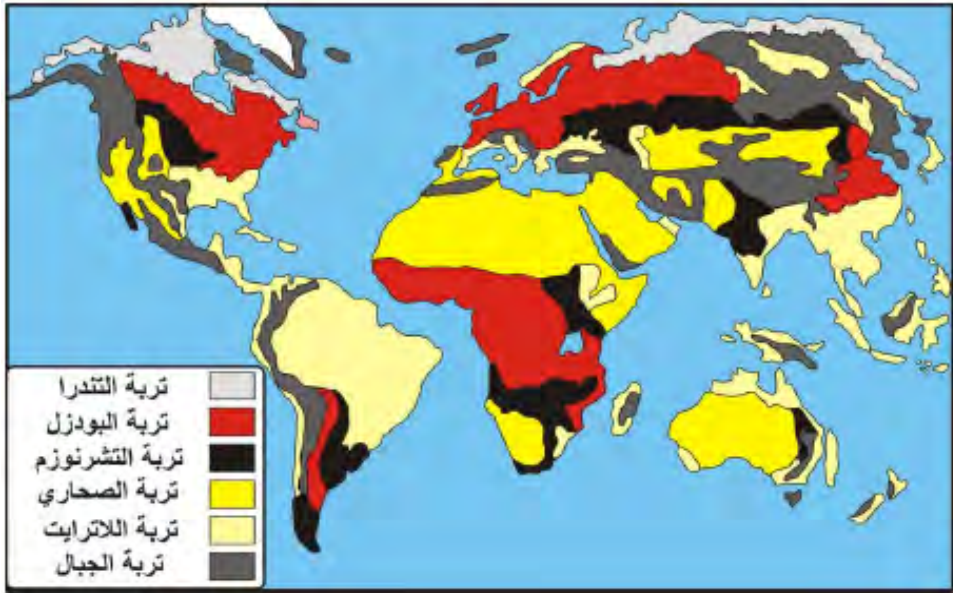 تربة التندرا
تربة البودزل
تربة التشرنوزم
تربة الصحاري
تربة اللاترايت
تربة الجبال